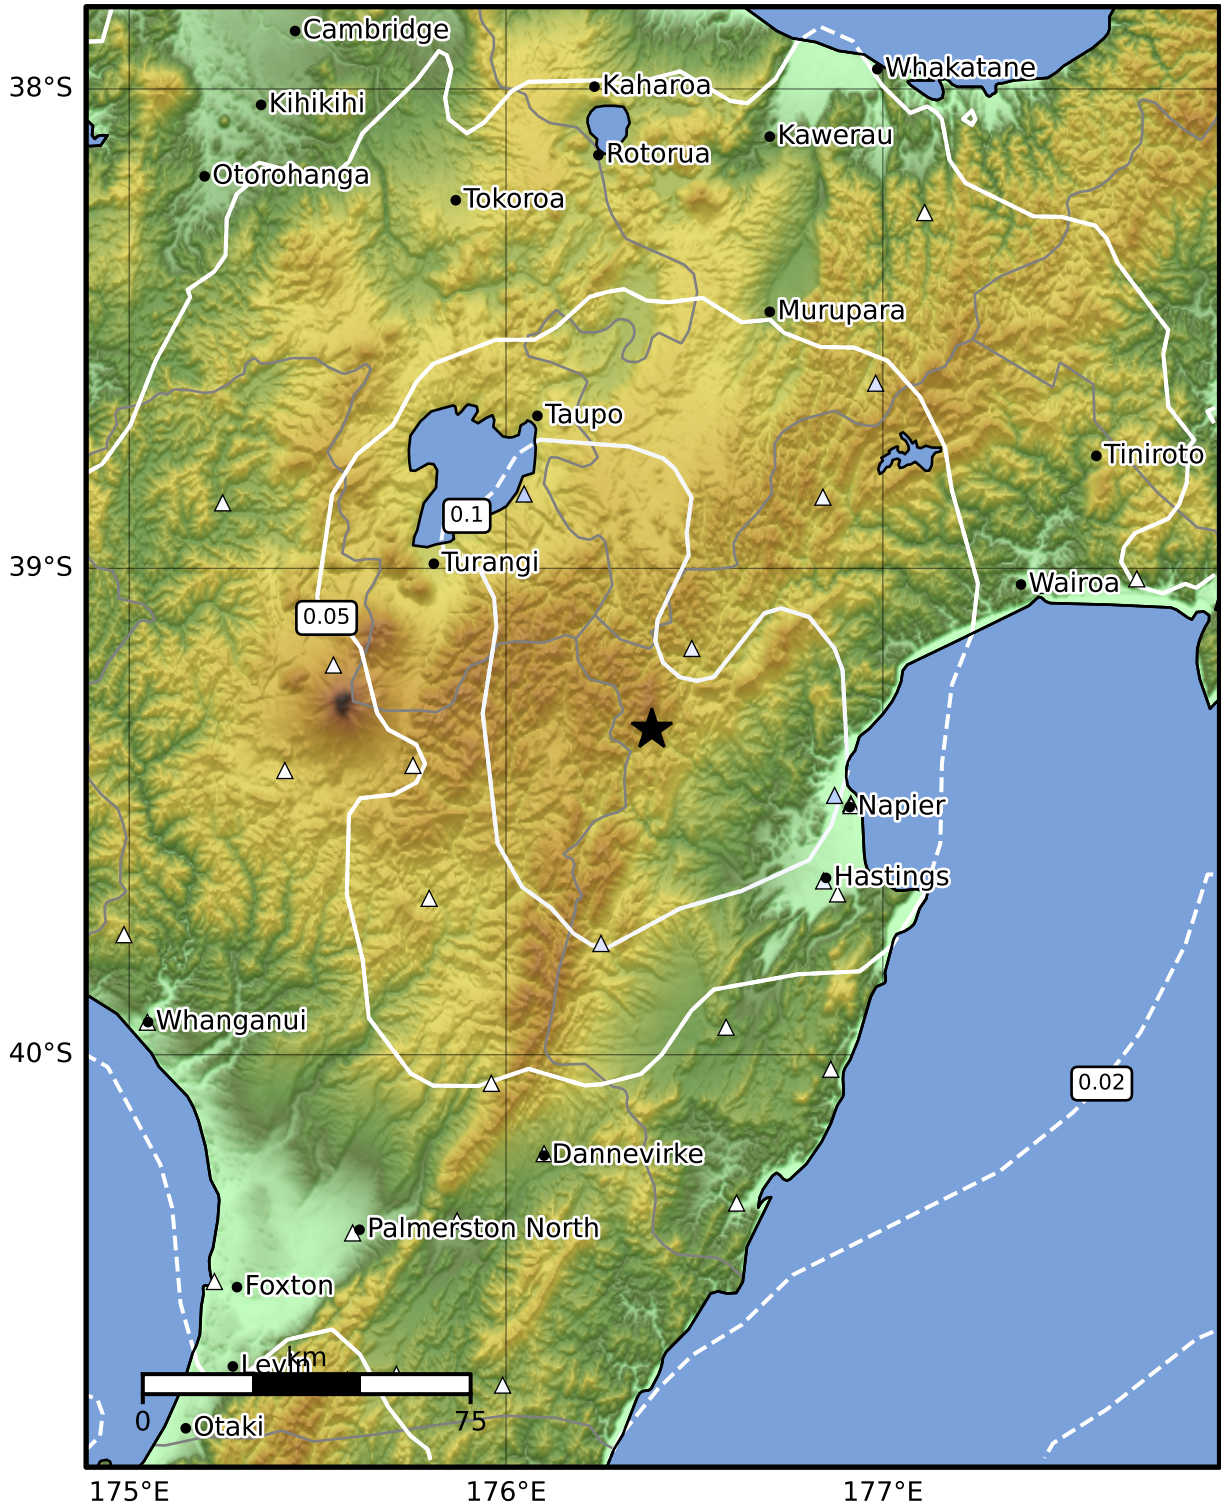 Cambridge
Whakatane
38°S
Kaharoa
Kihikihi
Kawerau
Rotorua
Otorohanga
Tokoroa
Murupara
Taupo
Tiniroto
0.1
Turangi
39°S
Wairoa
0.05
Napier
Hastings
Whanganui
40°S
0.02
Dannevirke
Palmerston North
Foxton
Levin
km
0
75
Otaki
175°E
176°E
177°E